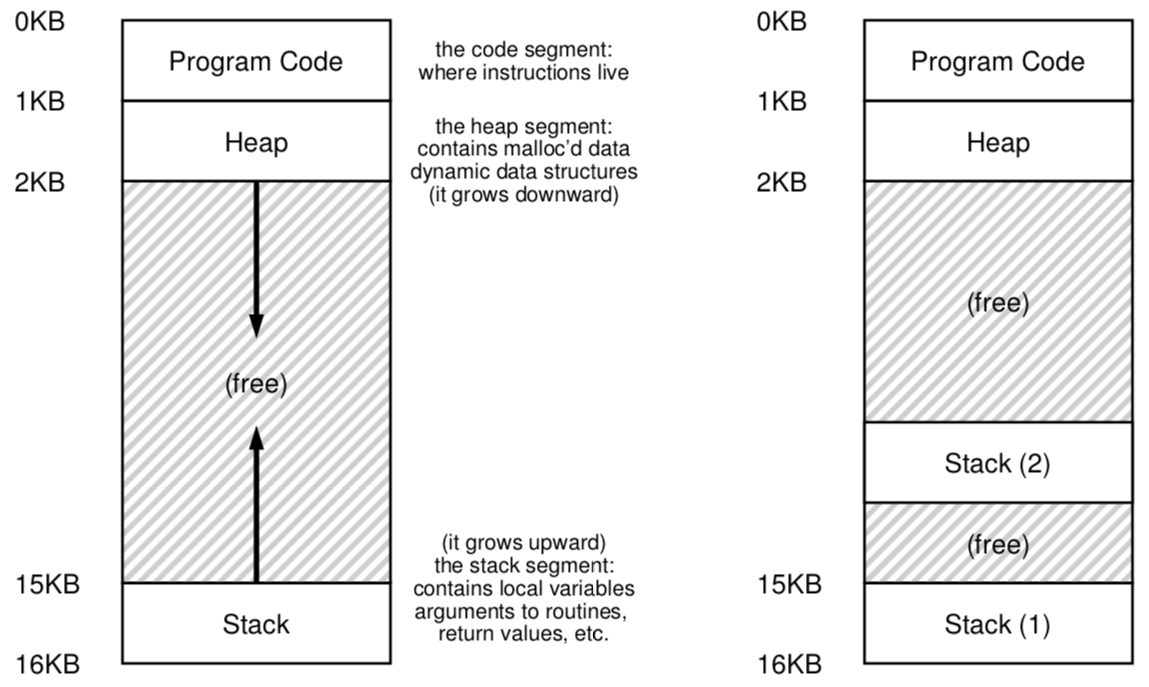 0KB
Program Code
the code segment:
where instructions live
1KB
Heap
the heap segment:
contains malloc'd data
dynamic data structures
(it grows downward)
2KB
(free)
(it grows upward)
the stack segment:
contains local variables
arguments to routines,
return values, etc.
15KB
Stack
16KB
0KB
Program Code
1KB
Heap
2KB
(free)
Stack (2)
(free)
15KB
Stack (1)
16KB